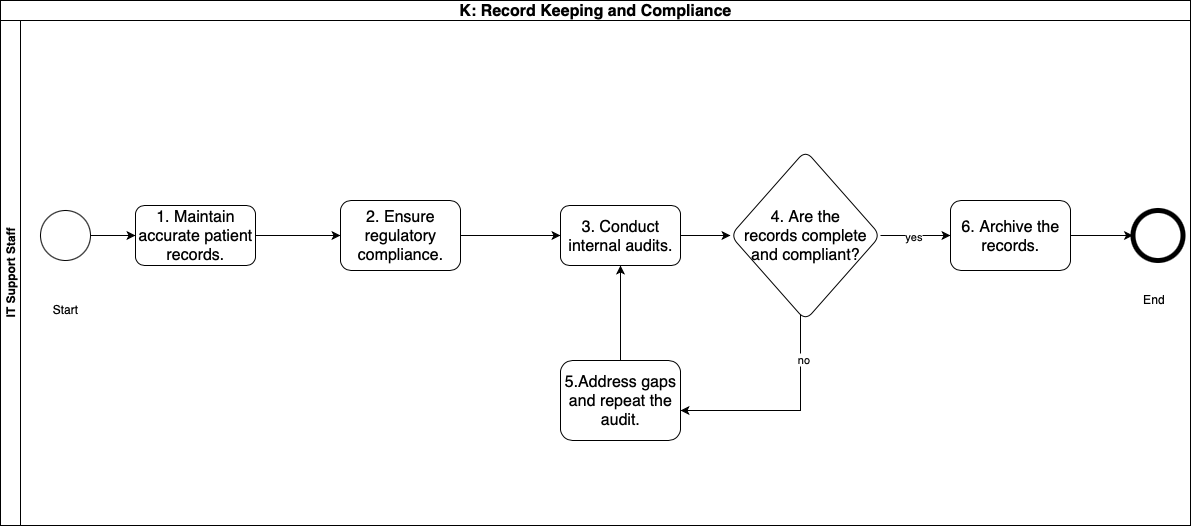 K: Record Keeping and Compliance
IT Support Staff
Start
1. Maintain
accurate patient
records.
2. Ensure
regulatory
compliance.
3. Conduct
internal audits.
4. Are the
records complete
and compliant?
yes
6. Archive the
records.
End
no
5.Address gaps
and repeat the
audit.